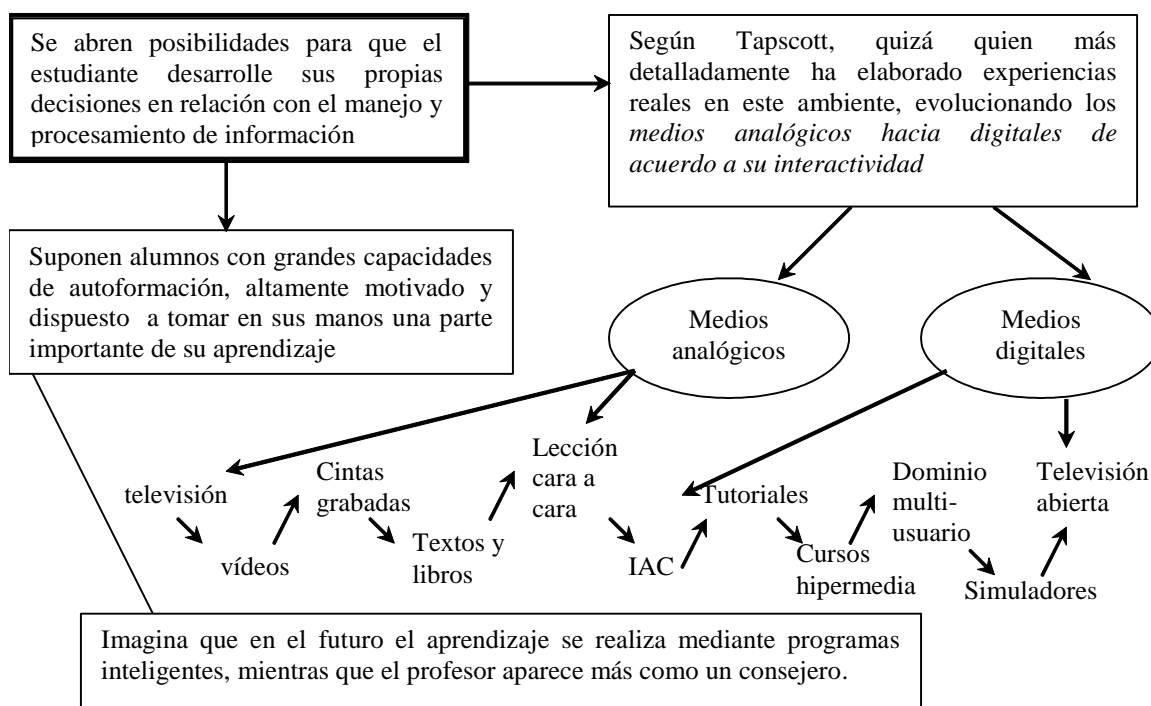 Se abren posibilidades para que el
estudiante desarrolle sus propias
decisiones en relación con el manejo y
procesamiento de información
Según Tapscott, quizá quien más
detalladamente ha elaborado experiencias
reales en este ambiente, evolucionando los
medios analógicos hacia digitales de
acuerdo a su interactividad
Suponen alumnos con grandes capacidades
de autoformación, altamente motivado y
dispuesto a tomar en sus manos una parte
importante de su aprendizaje
Medios
analógicos
Medios
digitales
televisión
vídeos
Cintas
grabadas
Textos y
libros
Lección
cara a
cara
IAC
Tutoriales
Cursos
hipermedia
Dominio
multi-
usuario
Simuladores
Televisión
abierta
Imagina que en el futuro el aprendizaje se realiza mediante programas
inteligentes, mientras que el profesor aparece más como un consejero.